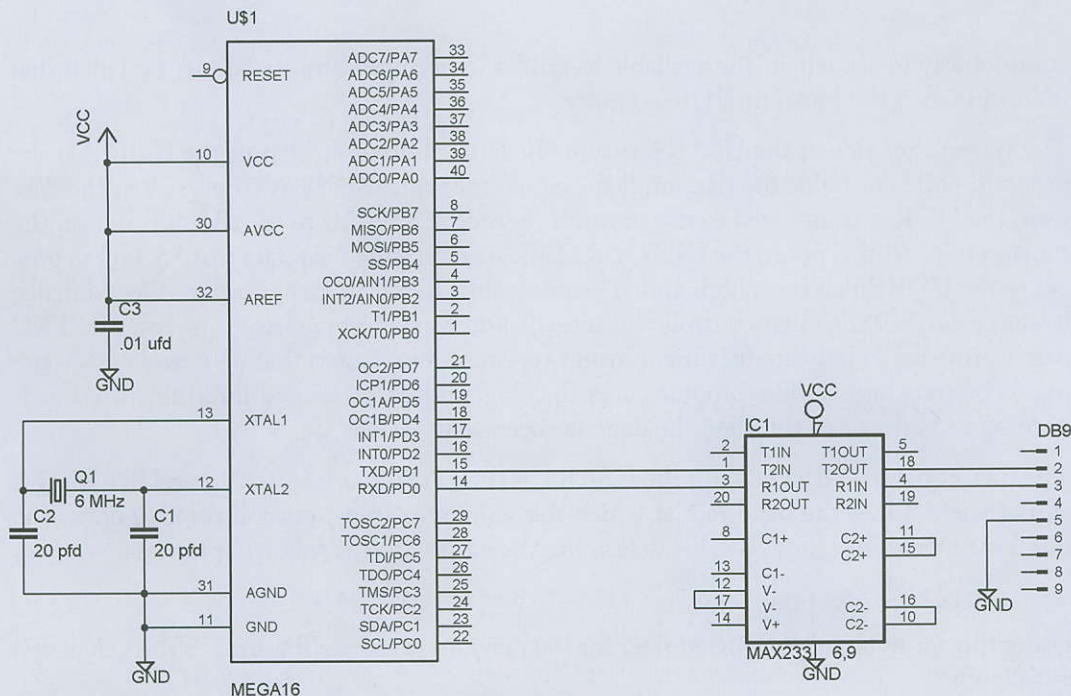 U$1
9 RESET
VCC
10 VCC
30 AVCC
32 AREF
C3
.01 ufd
GND
13 XTAL1
Q1
6 MHz
12 XTAL2
C2
20 pfd
C1
20 pfd
31 AGND
11 GND
GND
ADC7/PA7 33
ADC6/PA6 34
ADC5/PA5 35
ADC4/PA4 36
ADC3/PA3 37
ADC2/PA2 38
ADC1/PA1 39
ADC0/PA0 40
SCK/PB7 8
MISO/PB6 7
MOSI/PB5 6
SS/PB4 5
OC0/AIN1/PB3 4
INT2/AIN0/PB2 3
T1/PB1 2
XCK/T0/PB0 1
OC2/PD7 21
ICP1/PD6 20
OC1A/PD5 19
OC1B/PD4 18
INT1/PD3 17
INT0/PD2 16
TXD/PD1 15
RXD/PD0 14
TOSC2/PC7 29
TOSC1/PC6 28
TDI/PC5 27
TDO/PC4 26
TMS/PC3 25
TCK/PC2 24
SDA/PC1 23
SCL/PC0 22
MEGA16
VCC
7
IC1
2 T1IN T1OUT 5
1 T2IN T2OUT 18
3 R1OUT R1IN 4
20 R2OUT R2IN 19
8 C1+ C2+ 11
C2+ 15
13 C1-
12 V-
17 V- C2- 16
14 V+ C2- 10
MAX233 6,9
GND
DB9
1
2
3
4
5
6
7
8
9
GND